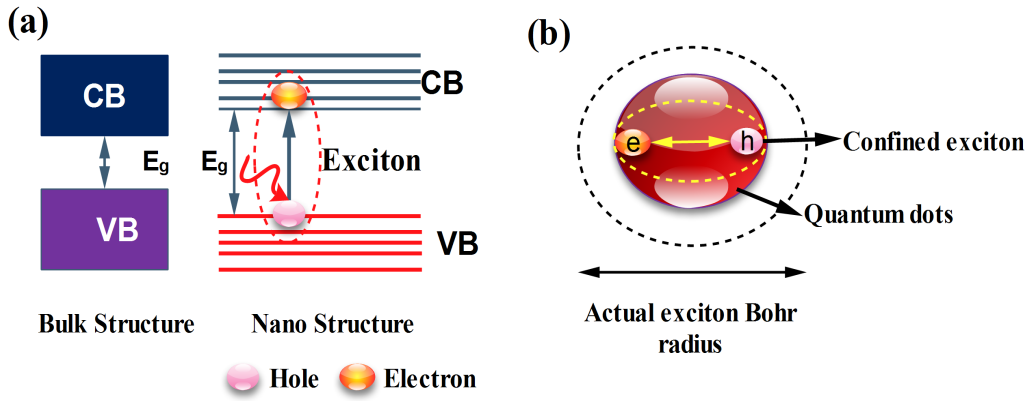 (a)
CB
Eg
VB
Bulk Structure
CB
Eg
Exciton
VB
Nano Structure
Hole
Electron
(b)
e
h
Confined exciton
Quantum dots
Actual exciton Bohr
radius